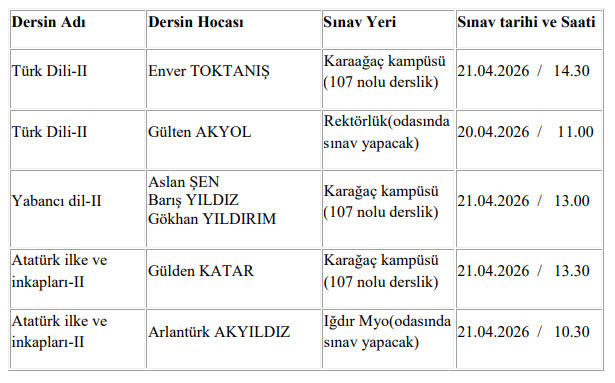 Dersin Adı Dersin Hocası Sınav Yeri Sınav tarihi ve Saati
Türk Dili-II Enver TOKTANIŞ Karaağaç kampüsü
(107 nolu derslik) 21.04.2026 / 14.30
Türk Dili-II Gülten AKYOL Rektörlük(odasında
sınav yapacak) 20.04.2026 / 11.00
Yabancı dil-II Aslan ŞEN
Barış YILDIZ
Gökhan YILDIRIM Karağaç kampüsü
(107 nolu derslik) 21.04.2026 / 13.00
Atatürk ilke ve
inkapları-II Gülden KATAR Karağaç kampüsü
(107 nolu derslik) 21.04.2026 / 13.30
Atatürk ilke ve
inkapları-II Arlantürk AKYILDIZ Iğdır Myo(odasında
sınav yapacak) 21.04.2026 / 10.30